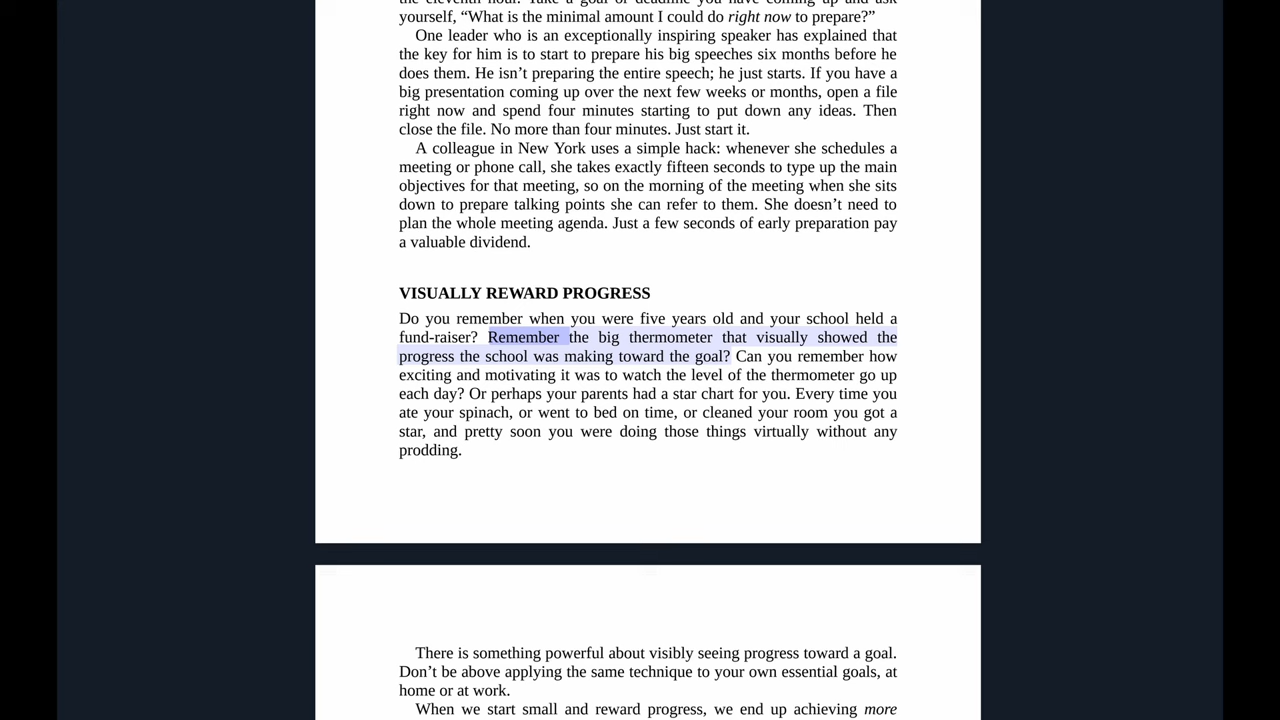 the eleventh hour. Take a goal or deadline you have coming up and ask
yourself, “What is the minimal amount I could do right now to prepare?”
One leader who is an exceptionally inspiring speaker has explained that
the key for him is to start to prepare his big speeches six months before he
does them. He isn’t preparing the entire speech; he just starts. If you have a
big presentation coming up over the next few weeks or months, open a file
right now and spend four minutes starting to put down any ideas. Then
close the file. No more than four minutes. Just start it.
A colleague in New York uses a simple hack: whenever she schedules a
meeting or phone call, she takes exactly fifteen seconds to type up the main
objectives for that meeting, so on the morning of the meeting when she sits
down to prepare talking points she can refer to them. She doesn’t need to
plan the whole meeting agenda. Just a few seconds of early preparation pay
a valuable dividend.
VISUALLY REWARD PROGRESS
Do you remember when you were five years old and your school held a
fund-raiser? Remember the big thermometer that visually showed the
progress the school was making toward the goal? Can you remember how
exciting and motivating it was to watch the level of the thermometer go up
each day? Or perhaps your parents had a star chart for you. Every time you
ate your spinach, or went to bed on time, or cleaned your room you got a
star, and pretty soon you were doing those things virtually without any
prodding.
There is something powerful about visibly seeing progress toward a goal.
Don’t be above applying the same technique to your own essential goals, at
home or at work.
When we start small and reward progress, we end up achieving more